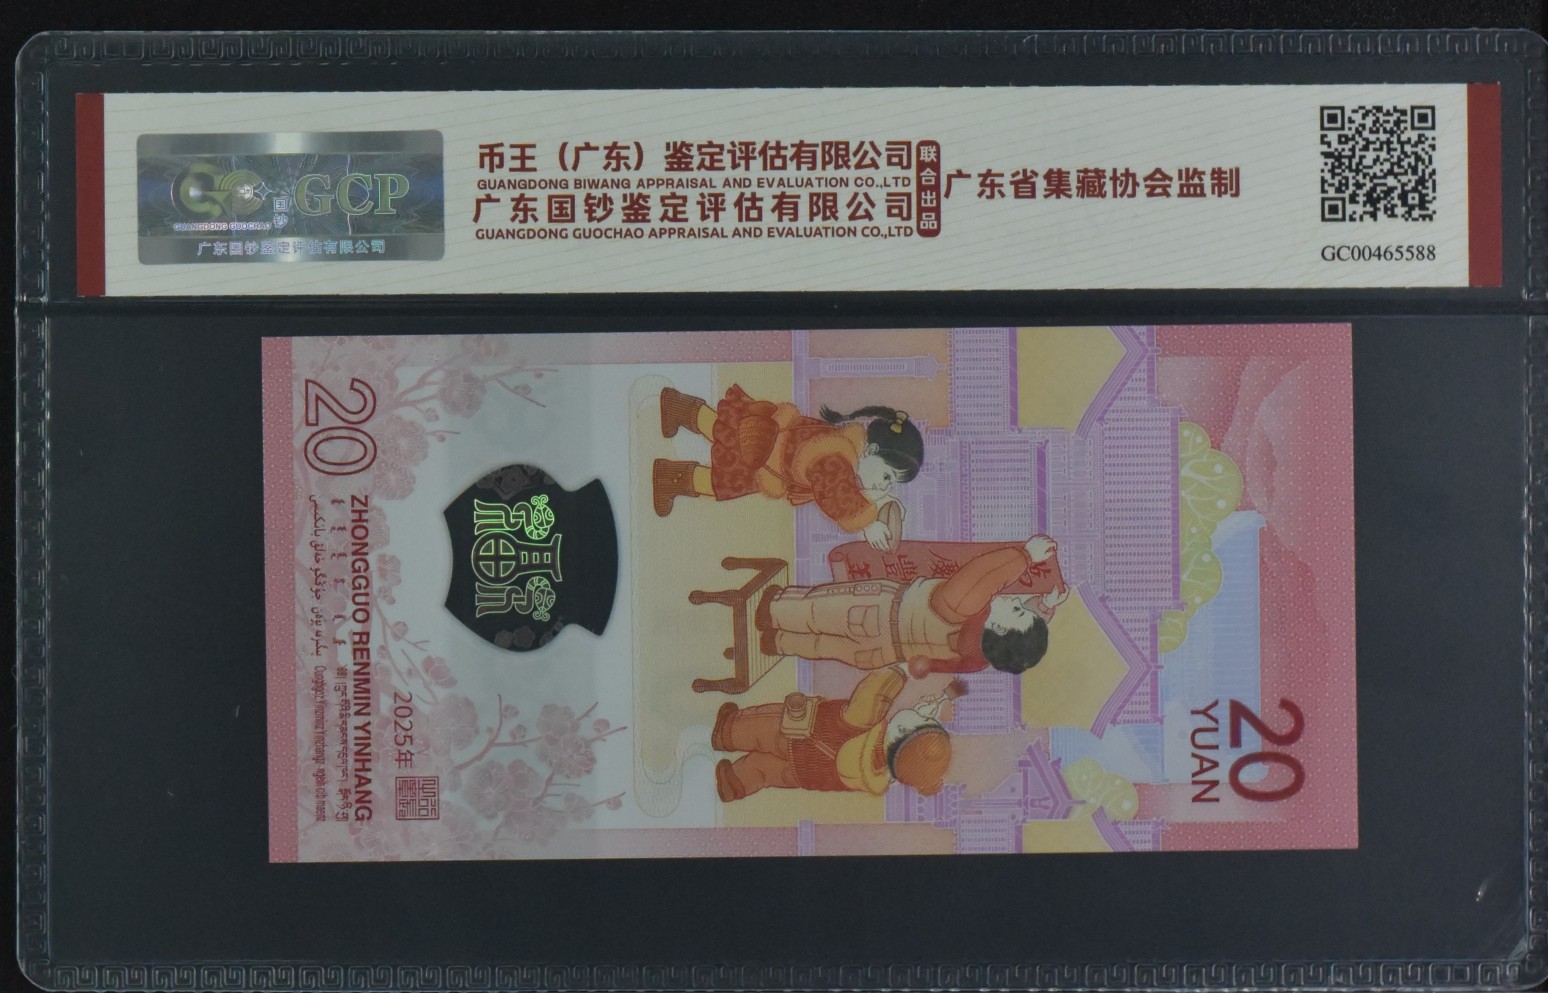 GCP
国钞
GUANGDONG GUOCHAO
广东国钞鉴定评估有限公司
币王（广东）鉴定评估有限公司
GUANGDONG BIWANG APPRAISAL AND EVALUATION CO.,LTD
广东国钞鉴定评估有限公司
GUANGDONG GUOCHAO APPRAISAL AND EVALUATION CO.,LTD
联合出品
广东省集藏协会监制
GC00465588
20
YUAN
20
ZHONGGUO RENMIN YINHANG
2025年